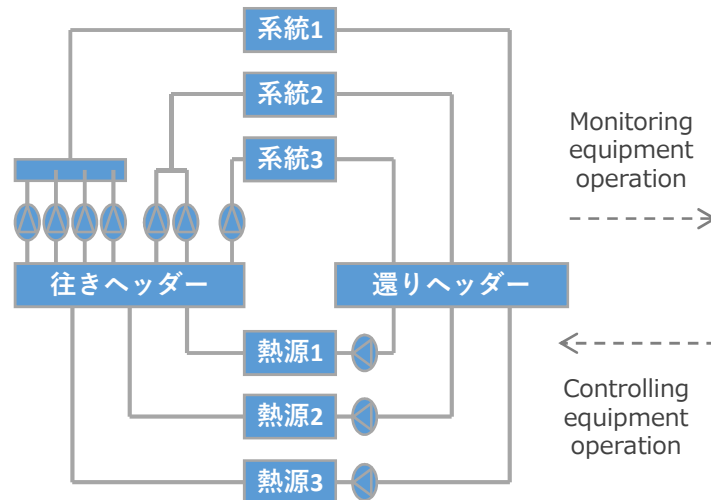 系統1
系統2
系統3
往きヘッダー
還りヘッダー
熱源1
熱源2
熱源3
Monitoring
equipment
operation
Controlling
equipment
operation